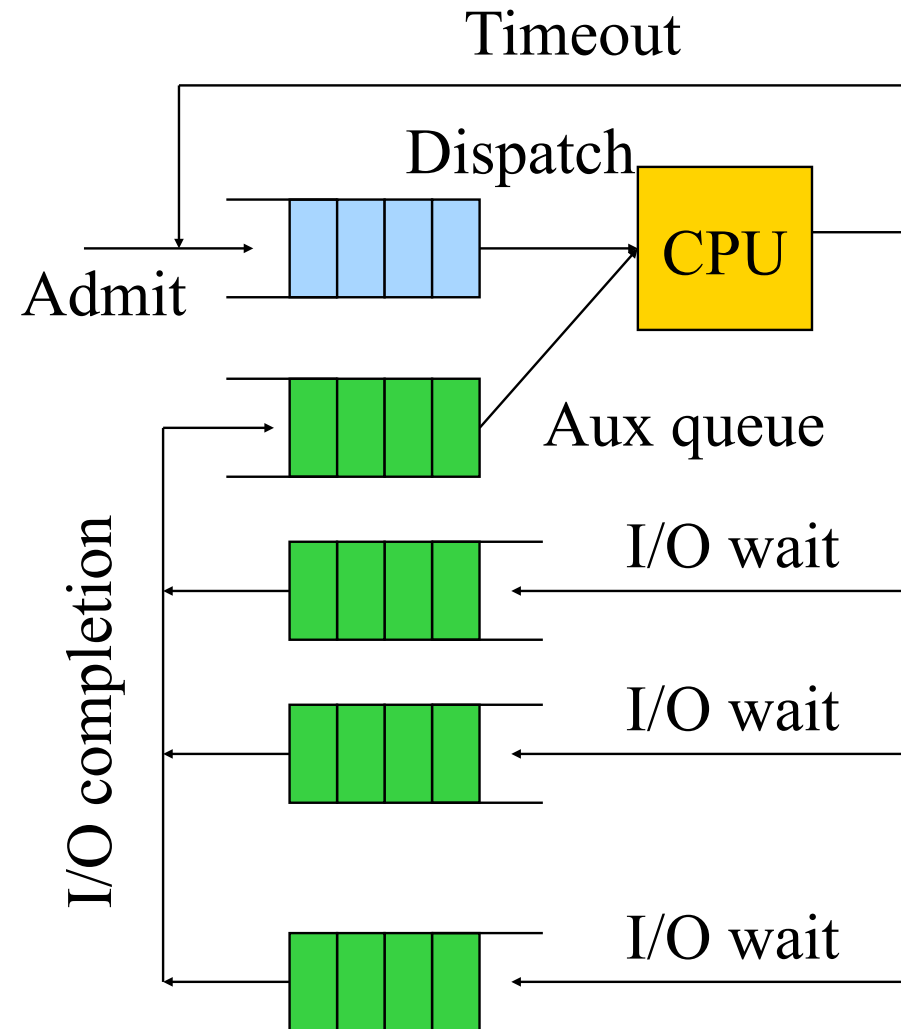 Timeout
Dispatch
CPU
Admit
Aux queue
I/O wait
I/O completion
I/O wait
I/O wait